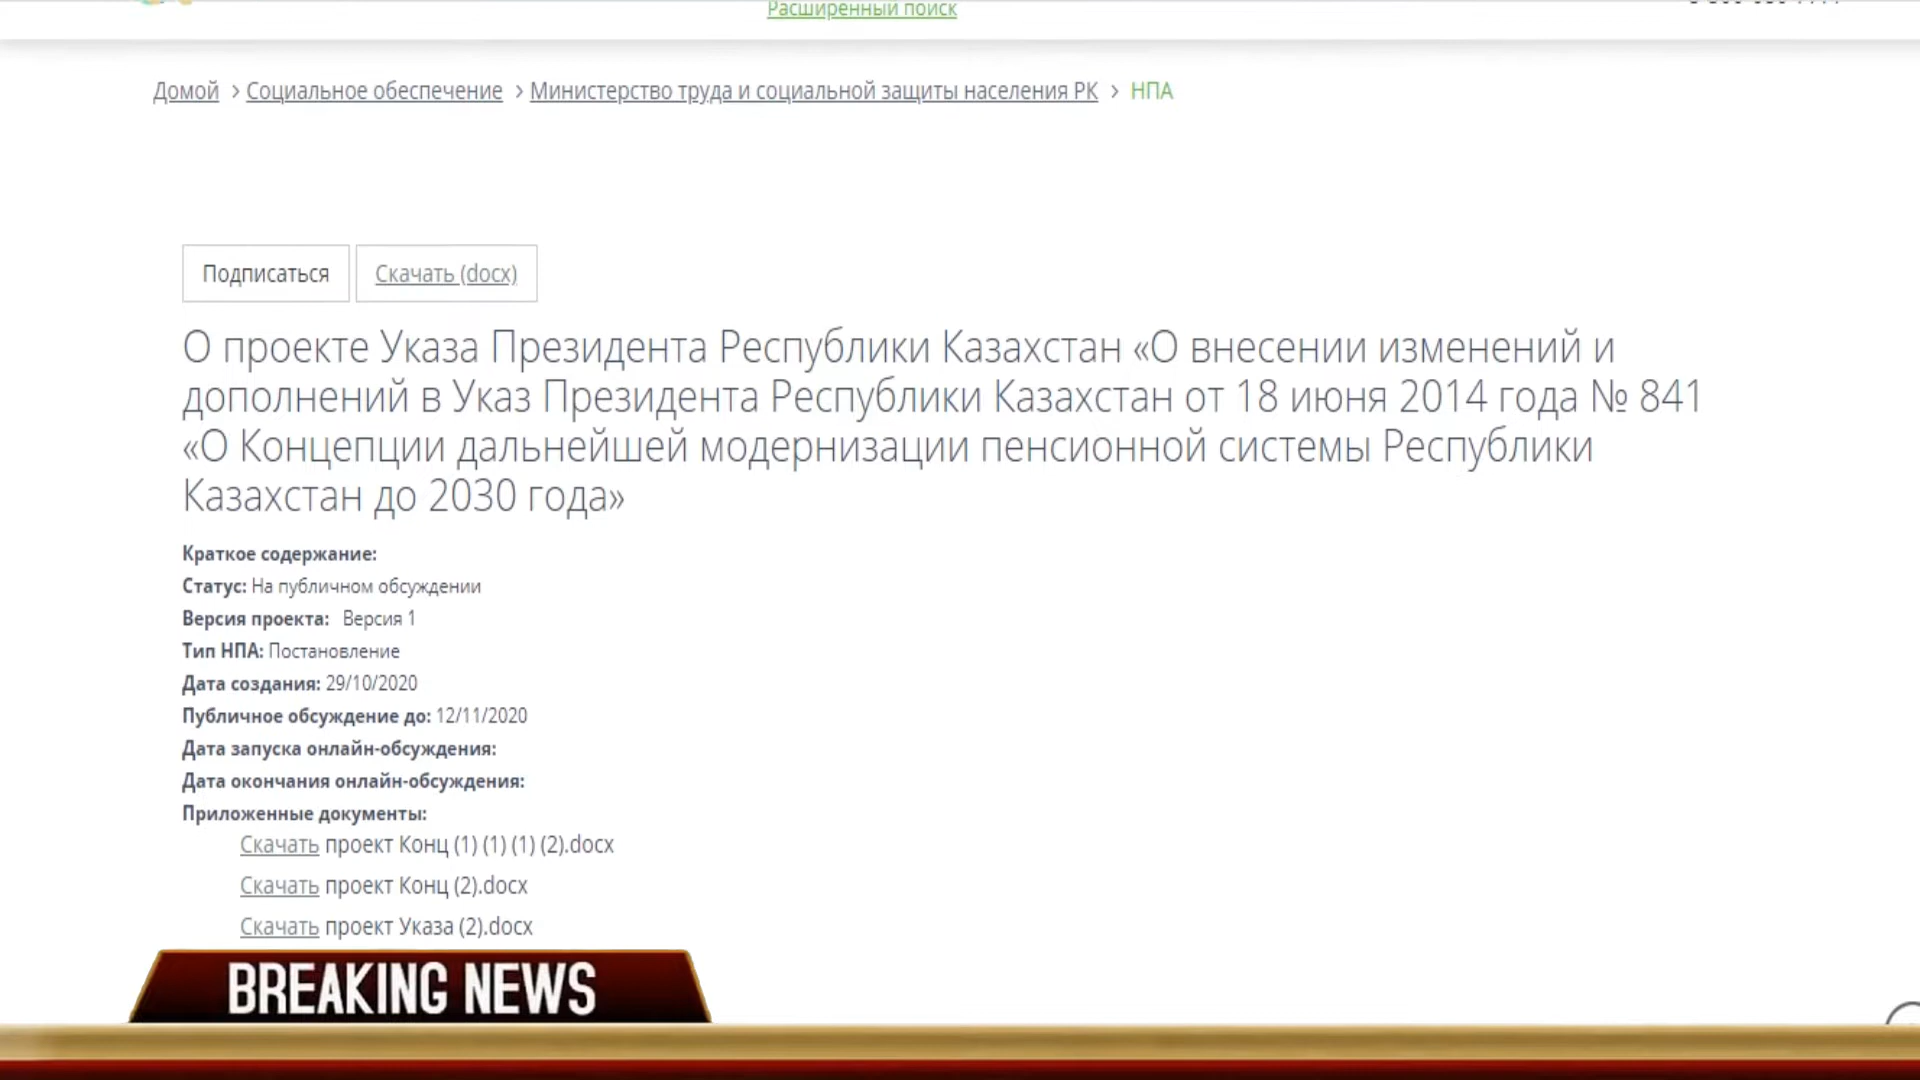 Расширенный поиск
Домой > Социальное обеспечение > Министерство труда и социальной защиты населения РК > НПА
Подписаться Скачать (docx)
О проекте Указа Президента Республики Казахстан «О внесении изменений и
дополнений в Указ Президента Республики Казахстан от 18 июня 2014 года № 841
«О Концепции дальнейшей модернизации пенсионной системы Республики
Казахстан до 2030 года»
Краткое содержание:
Статус: На публичном обсуждении
Версия проекта: Версия 1
Тип НПА: Постановление
Дата создания: 29/10/2020
Публичное обсуждение до: 12/11/2020
Дата запуска онлайн-обсуждения:
Дата окончания онлайн-обсуждения:
Приложенные документы:
Скачать проект Конц (1) (1) (1) (2).docx
Скачать проект Конц (2).docx
Скачать проект Указа (2).docx
BREAKING NEWS